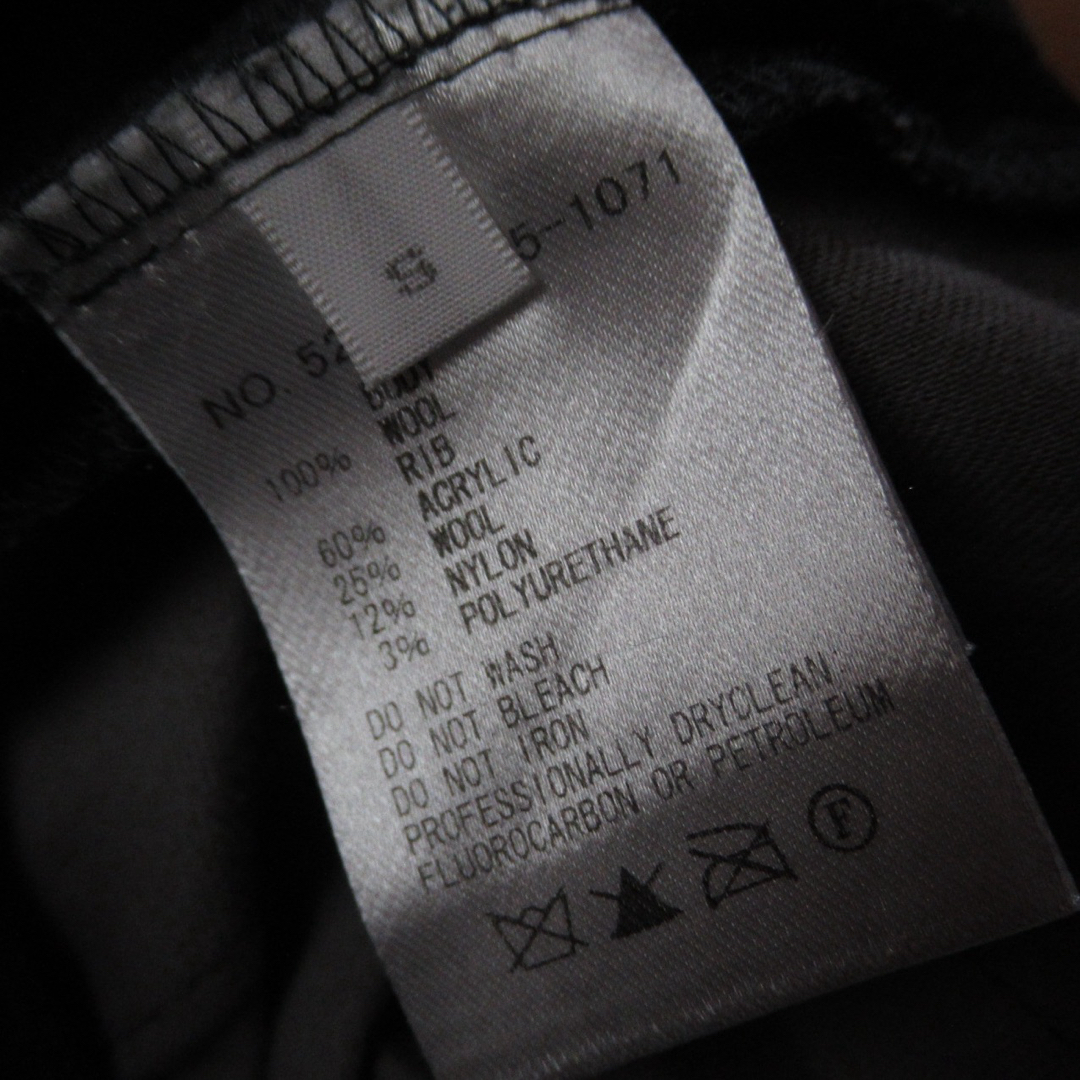 S
NO. 52 5-1071
BODY
100% WOOL
RIB
60% ACRYLIC
25% WOOL
12% NYLON
3% POLYURETHANE
DO NOT WASH
DO NOT BLEACH
DO NOT IRON
PROFESSIONALLY DRYCLEAN
FLUOROCARBON OR PETROLEUM
F